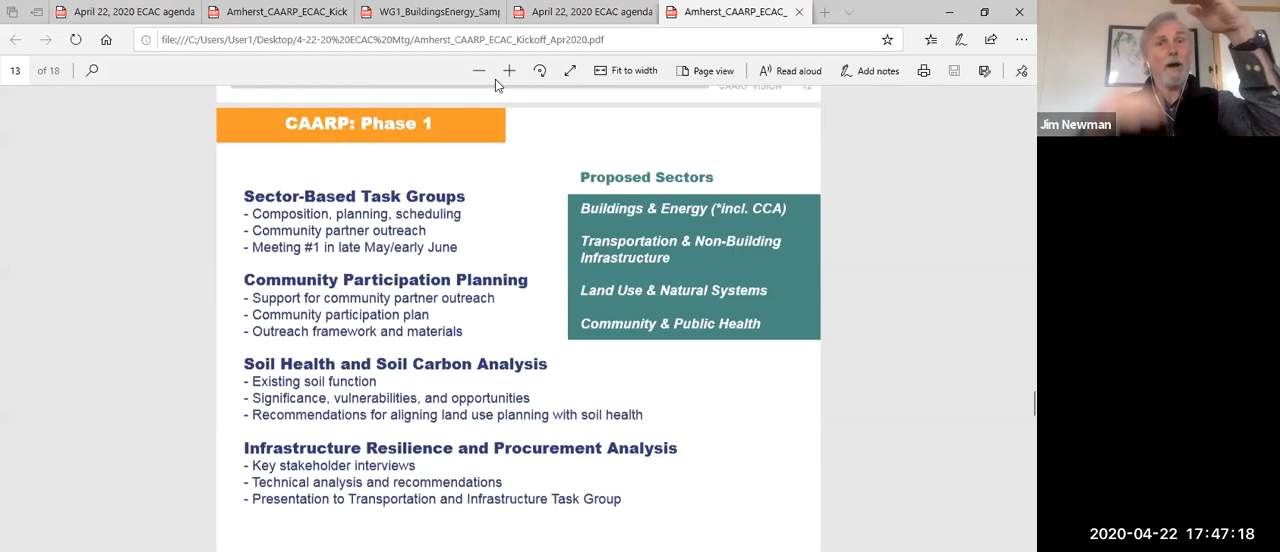 April 22, 2020 ECAC agenda
Amherst_CAARP_ECAC_Kick
WG1_BuildingsEnergy_Samp
April 22, 2020 ECAC agenda
Amherst_CAARP_ECAC_
file:///C:/Users/User1/Desktop/4-22-20%20ECAC%20Mtg/Amherst_CAARP_ECAC_Kickoff_Apr2020.pdf
13 of 18
Fit to width
Page view
Read aloud
Add notes
CAARP VISION 12
Jim Newman
CAARP: Phase 1
Sector-Based Task Groups
- Composition, planning, scheduling
- Community partner outreach
- Meeting #1 in late May/early June
Community Participation Planning
- Support for community partner outreach
- Community participation plan
- Outreach framework and materials
Proposed Sectors
Buildings & Energy (*incl. CCA)
Transportation & Non-Building
Infrastructure
Land Use & Natural Systems
Community & Public Health
Soil Health and Soil Carbon Analysis
- Existing soil function
- Significance, vulnerabilities, and opportunities
- Recommendations for aligning land use planning with soil health
Infrastructure Resilience and Procurement Analysis
- Key stakeholder interviews
- Technical analysis and recommendations
- Presentation to Transportation and Infrastructure Task Group
2020-04-22 17:47:18